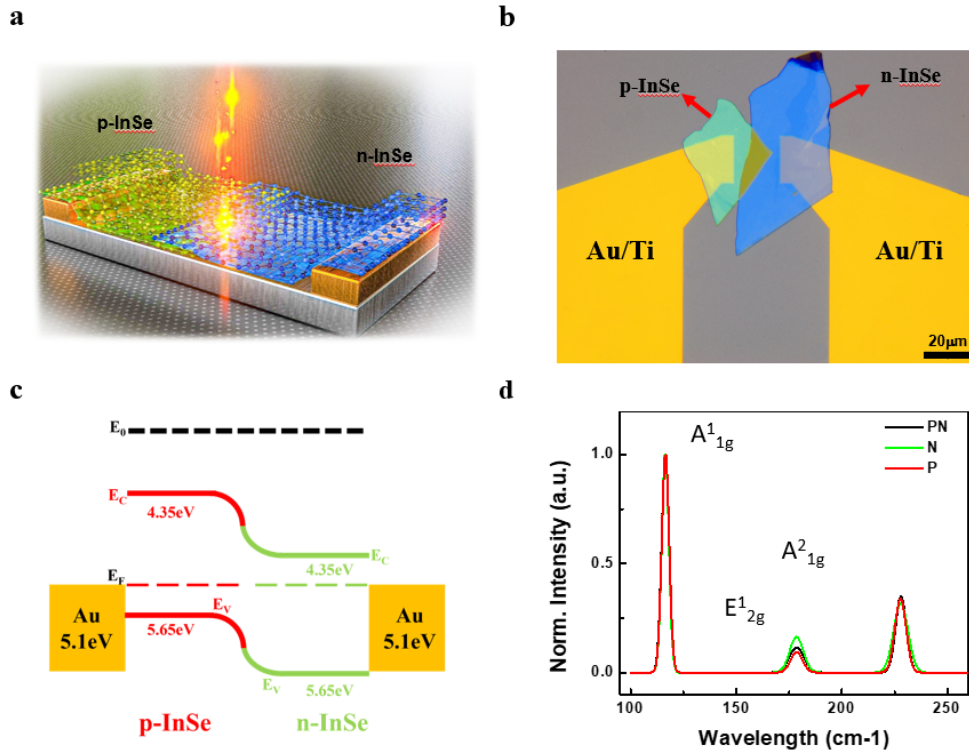 a
p-InSe
n-InSe
b
p-InSe
n-InSe
Au/Ti
Au/Ti
20μm
c
E0
EC
4.35eV
EC
4.35eV
EF
Au
5.1eV
EV
5.65eV
EV
5.65eV
Au
5.1eV
p-InSe
n-InSe
d
Norm. Intensity (a.u.)
1.0
0.5
0.0
A¹1g
E¹2g
A²1g
PN
N
P
100
150
200
250
Wavelength (cm-1)